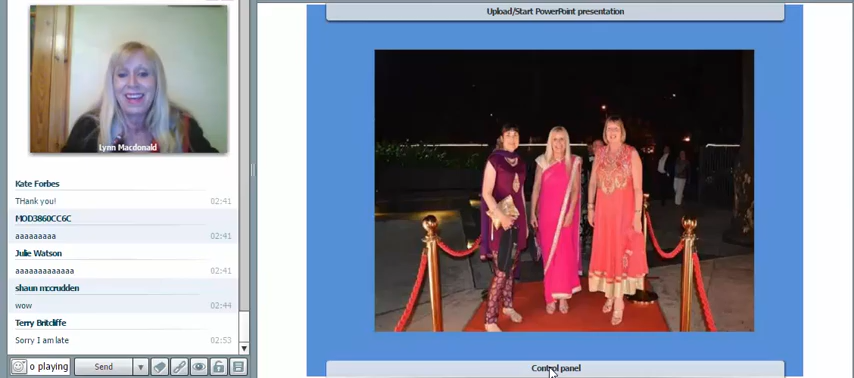 Upload/Start PowerPoint presentation
Lynn Macdonald
Kate Forbes
THank you!
02:41
MOD3860CC6C
aaaaaaaaa
02:41
Julie Watson
aaaaaaaaaaaaa
02:41
shaun mccrudden
wow
02:44
Terry Britcliffe
Sorry I am late
02:53
o playing
Send
Control panel